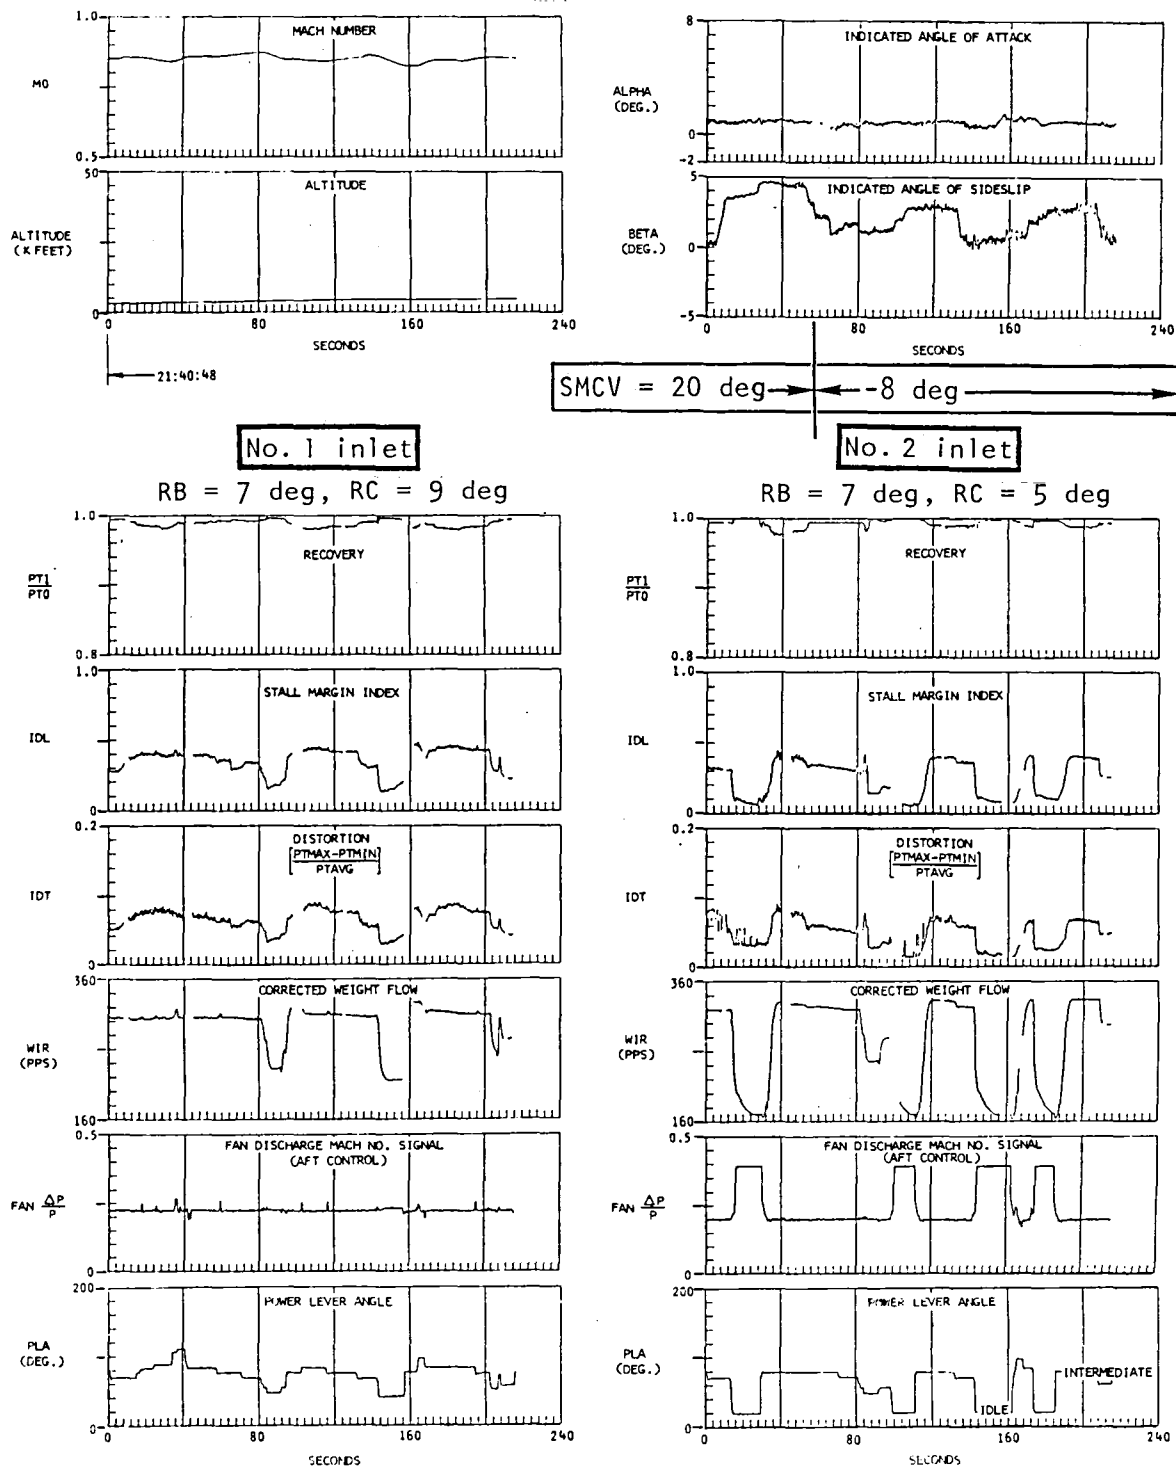 1.0
MACH NUMBER
MO
0.5
50
ALTITUDE
ALTITUDE
(K FEET)
0
0 80 160 240
SECONDS
21:40:48
8
INDICATED ANGLE OF ATTACK
ALPHA
(DEG.)
0
-2
5
INDICATED ANGLE OF SIDESLIP
BETA
(DEG.)
0
-5
0 80 160 240
SECONDS
SMCV = 20 deg -8 deg
No. 1 inlet
RB = 7 deg, RC = 9 deg
1.0
RECOVERY
PT1
PT0
0.8
1.0
STALL MARGIN INDEX
IDL
0
0.2
DISTORTION
[PTMAX-PTMIN
PTAVG]
IDT
0
360
CORRECTED WEIGHT FLOW
WIR
(PPS)
160
0.5
FAN DISCHARGE MACH NO. SIGNAL
(AFT CONTROL)
FAN ΔP
P
0
200
POWER LEVER ANGLE
PLA
(DEG.)
0
0 80 160 240
SECONDS
No. 2 inlet
RB = 7 deg, RC = 5 deg
1.0
RECOVERY
PT1
PT0
0.8
1.0
STALL MARGIN INDEX
IDL
0
0.2
DISTORTION
[PTMAX-PTMIN
PTAVG]
IDT
0
360
CORRECTED WEIGHT FLOW
WIR
(PPS)
160
0.5
FAN DISCHARGE MACH NO. SIGNAL
(AFT CONTROL)
FAN ΔP
P
0
200
POWER LEVER ANGLE
PLA
(DEG.)
INTERMEDIATE
IDLE
0
0 80 160 240
SECONDS